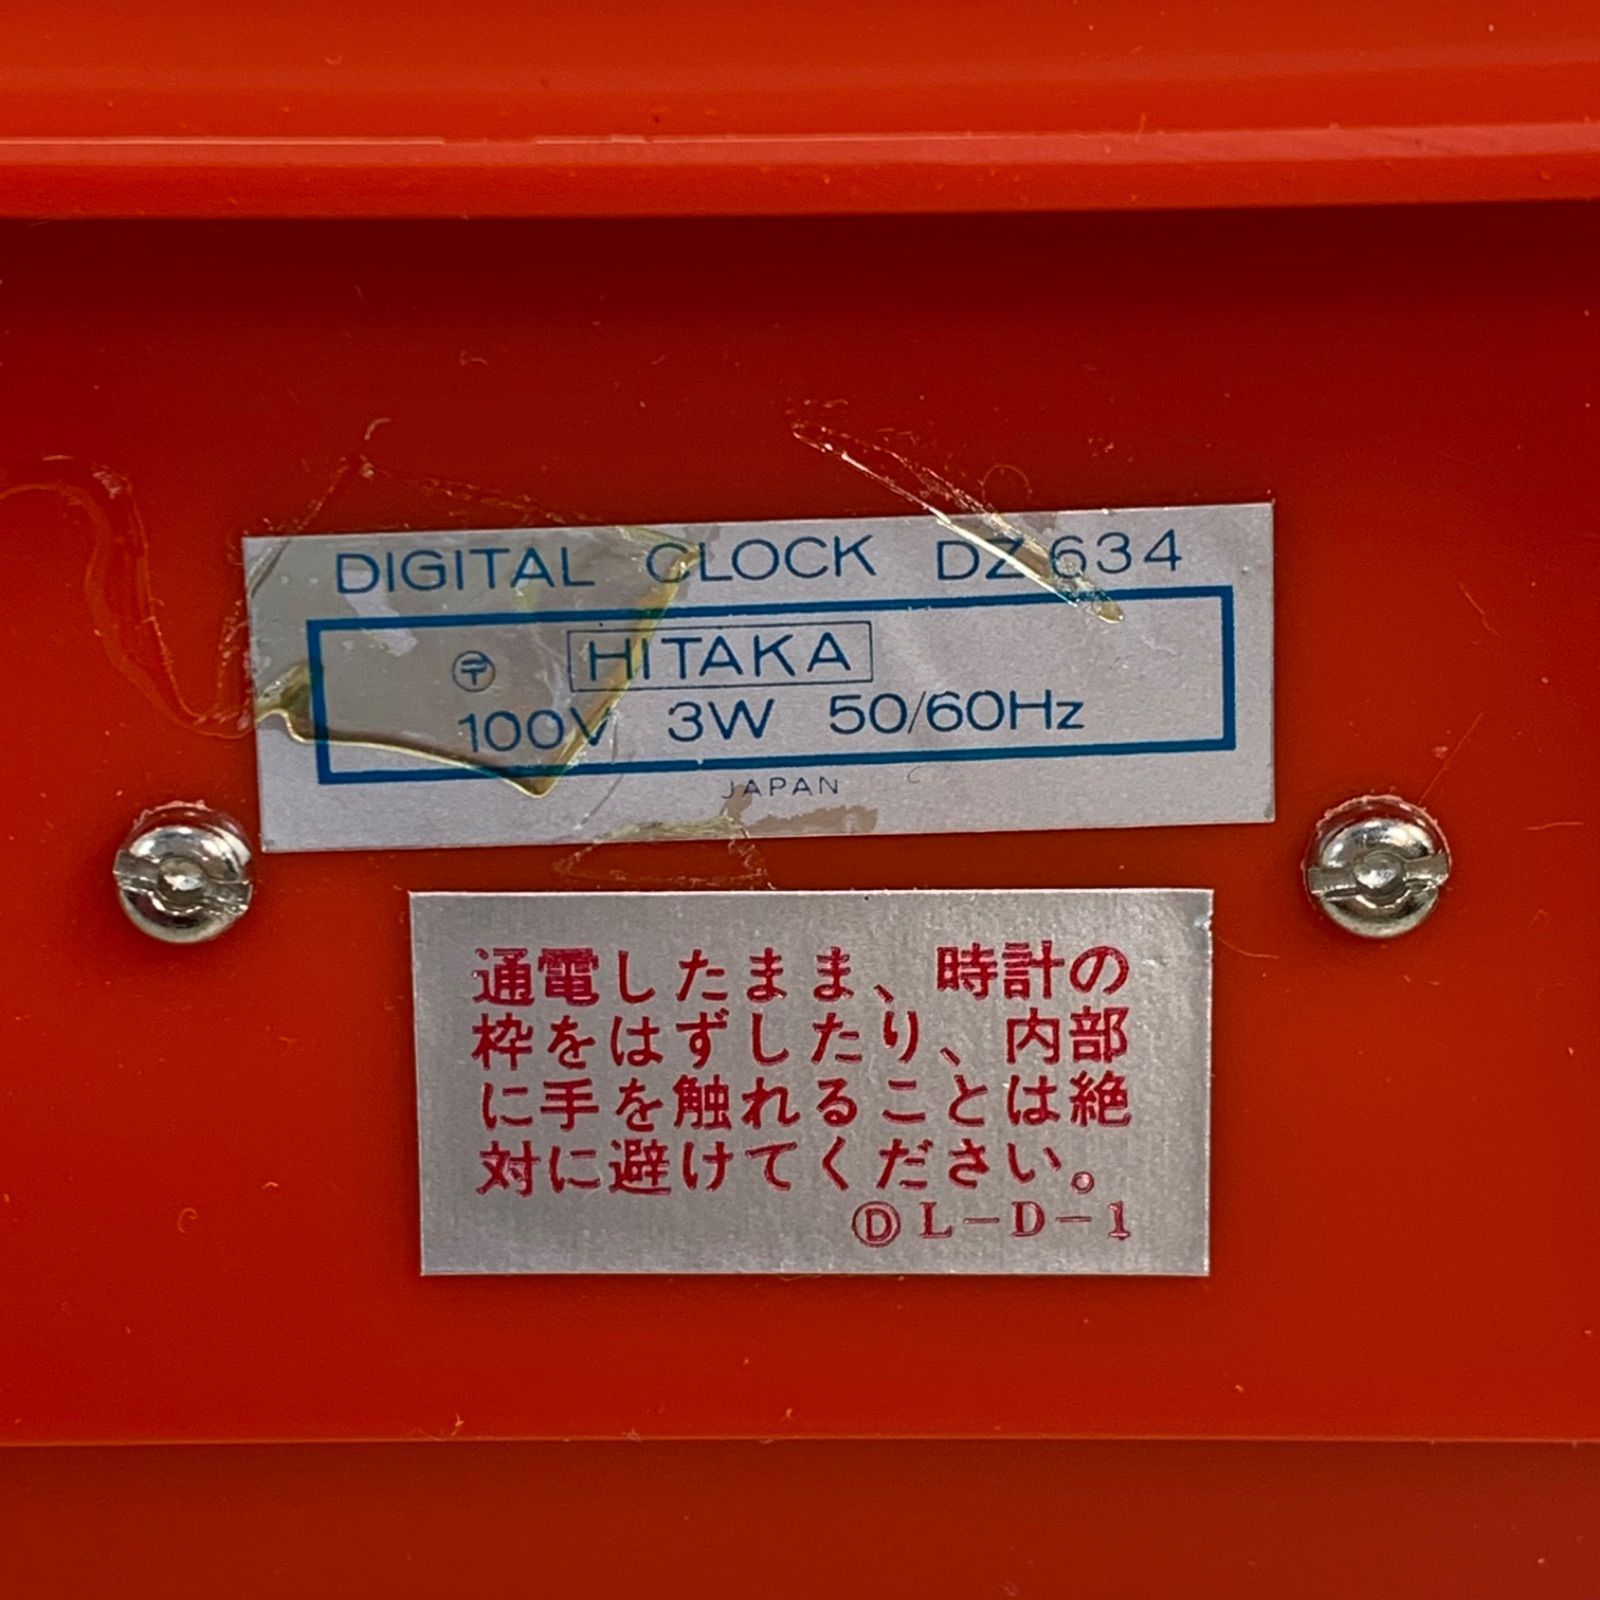 DIGITAL CLOCK DZ 634
〶 HITAKA
100V 3W 50/60Hz
JAPAN
通電したまま、時計の
枠をはずしたり、内部
に手を触れることは絶
対に避けてください。
ⒹL-D-1